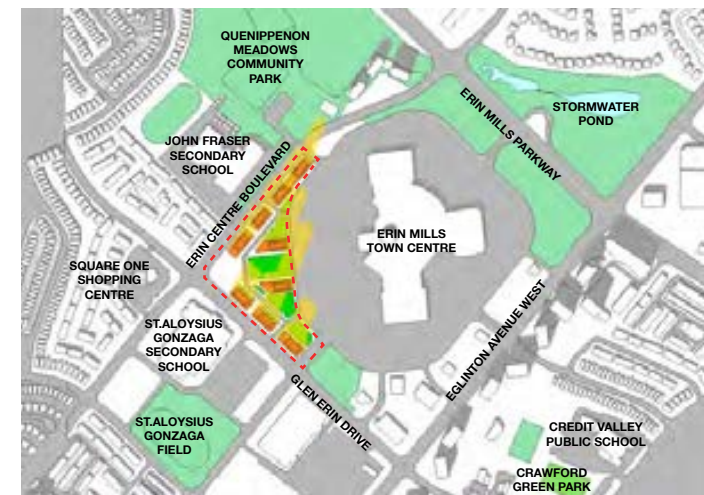 QUENIPPENON
MEADOWS
COMMUNITY
PARK
ERIN MILLS PARKWAY
STORMWATER
POND
JOHN FRASER
SECONDARY
SCHOOL
ERIN CENTRE BOULEVARD
ERIN MILLS
TOWN CENTRE
SQUARE ONE
SHOPPING
CENTRE
ST.ALOYSIUS
GONZAGA
SECONDARY
SCHOOL
EGLINTON AVENUE WEST
GLEN ERIN DRIVE
ST.ALOYSIUS
GONZAGA
FIELD
CREDIT VALLEY
PUBLIC SCHOOL
CRAWFORD
GREEN PARK